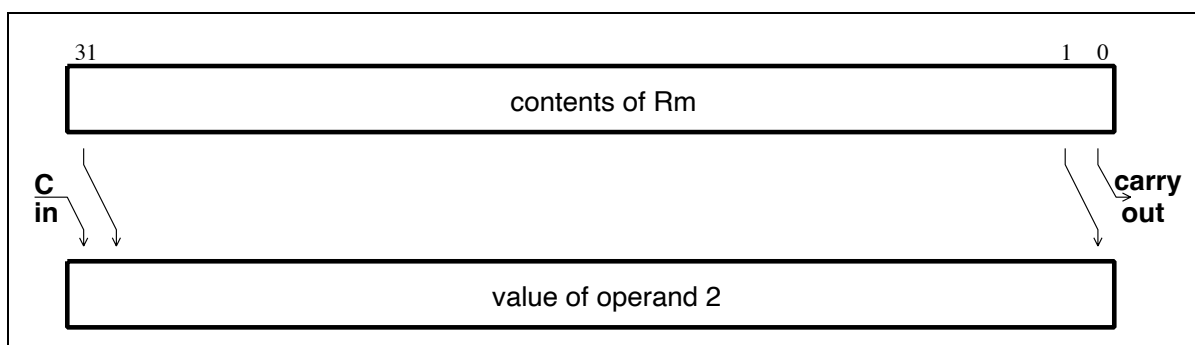 31
1 0
contents of Rm
C
in
carry
out
value of operand 2